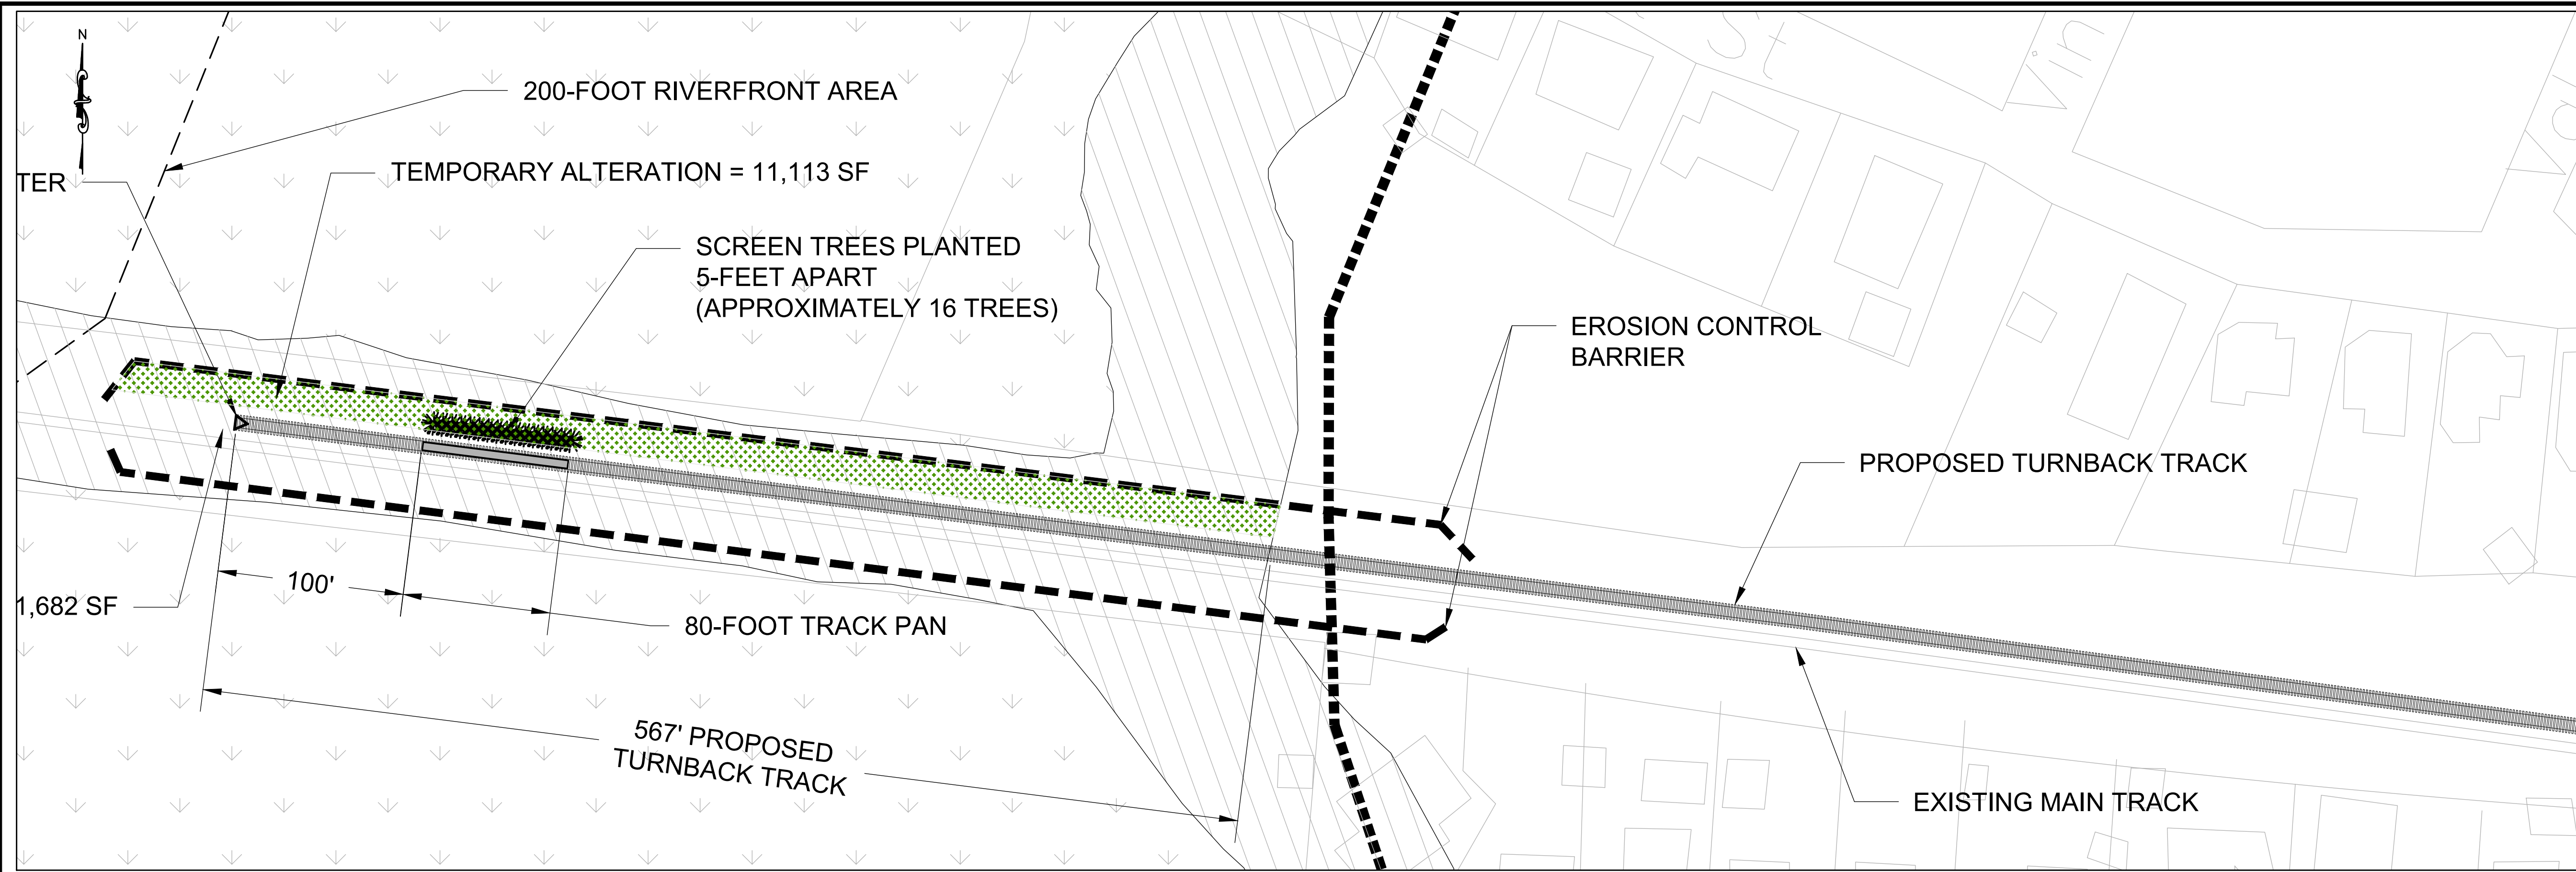 N
200-FOOT RIVERFRONT AREA
TEMPORARY ALTERATION = 11,113 SF
TER
SCREEN TREES PLANTED
5-FEET APART
(APPROXIMATELY 16 TREES)
EROSION CONTROL
BARRIER
PROPOSED TURNBACK TRACK
100'
1,682 SF
80-FOOT TRACK PAN
567' PROPOSED
TURNBACK TRACK
EXISTING MAIN TRACK
St
Vin